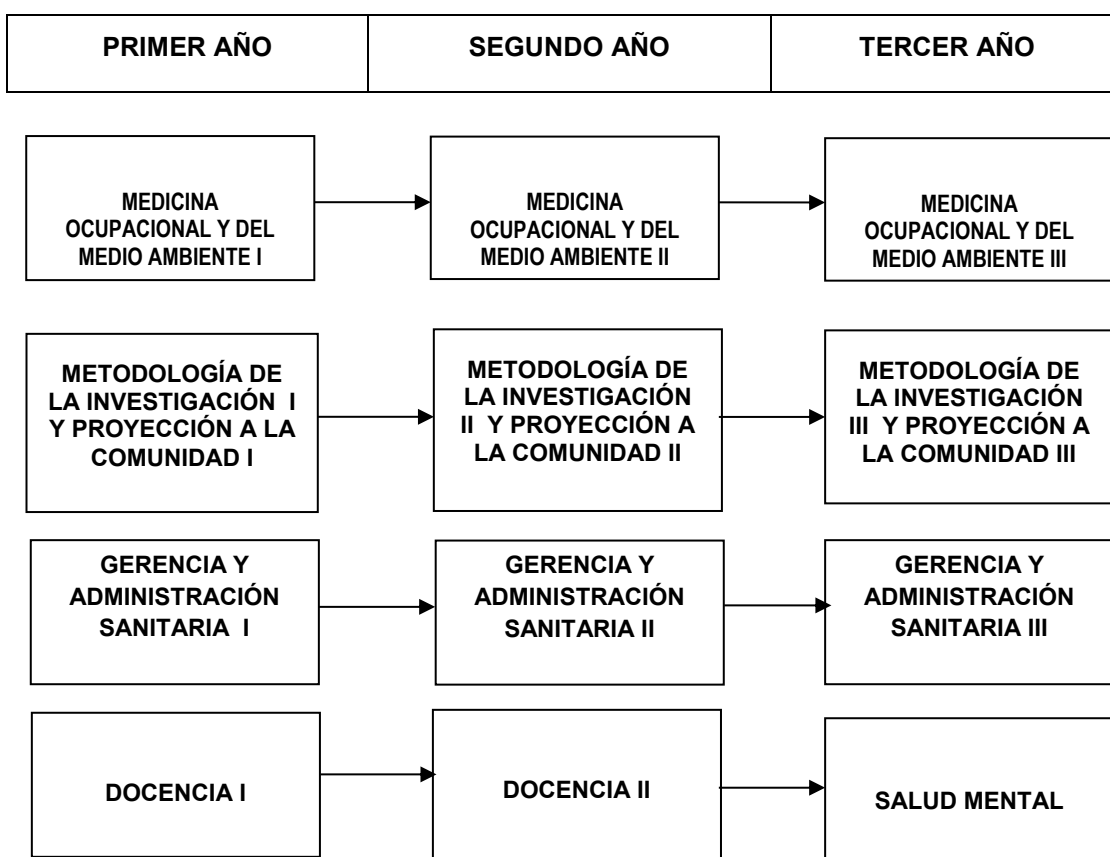 PRIMER AÑO
SEGUNDO AÑO
TERCER AÑO
MEDICINA
OCUPACIONAL Y DEL
MEDIO AMBIENTE I
MEDICINA
OCUPACIONAL Y DEL
MEDIO AMBIENTE II
MEDICINA
OCUPACIONAL Y DEL
MEDIO AMBIENTE III
METODOLOGÍA DE
LA INVESTIGACIÓN I
Y PROYECCIÓN A LA
COMUNIDAD I
METODOLOGÍA DE
LA INVESTIGACIÓN
II Y PROYECCIÓN A
LA COMUNIDAD II
METODOLOGÍA DE
LA INVESTIGACIÓN
III Y PROYECCIÓN A
LA COMUNIDAD III
GERENCIA Y
ADMINISTRACIÓN
SANITARIA I
GERENCIA Y
ADMINISTRACIÓN
SANITARIA II
GERENCIA Y
ADMINISTRACIÓN
SANITARIA III
DOCENCIA I
DOCENCIA II
SALUD MENTAL